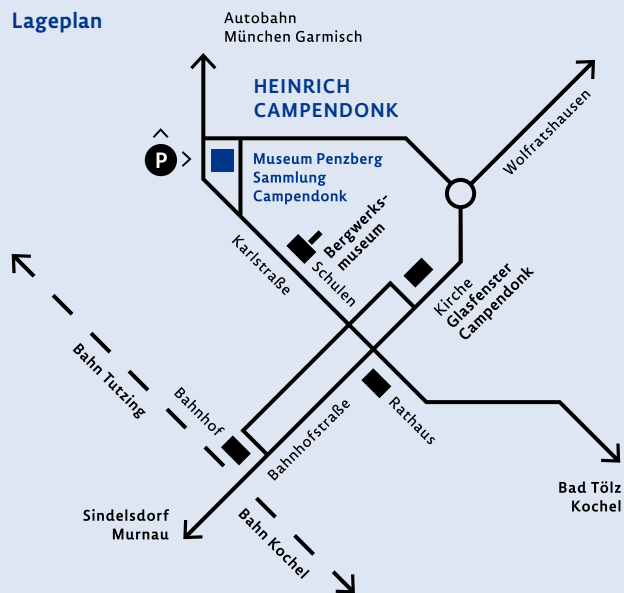 Lageplan
Autobahn
München Garmisch
HEINRICH
CAMPENDONK
Wolfratshausen
P
Museum Penzberg
Sammlung
Campendonk
Bergwerks-
museum
Karlstraße
Schulen
Kirche
Glasfenster
Campendonk
Bahn Tutzing
Bahnhof
Bahnhofstraße
Rathaus
Bad Tölz
Kochel
Sindelsdorf
Murnau
Bahn Kochel